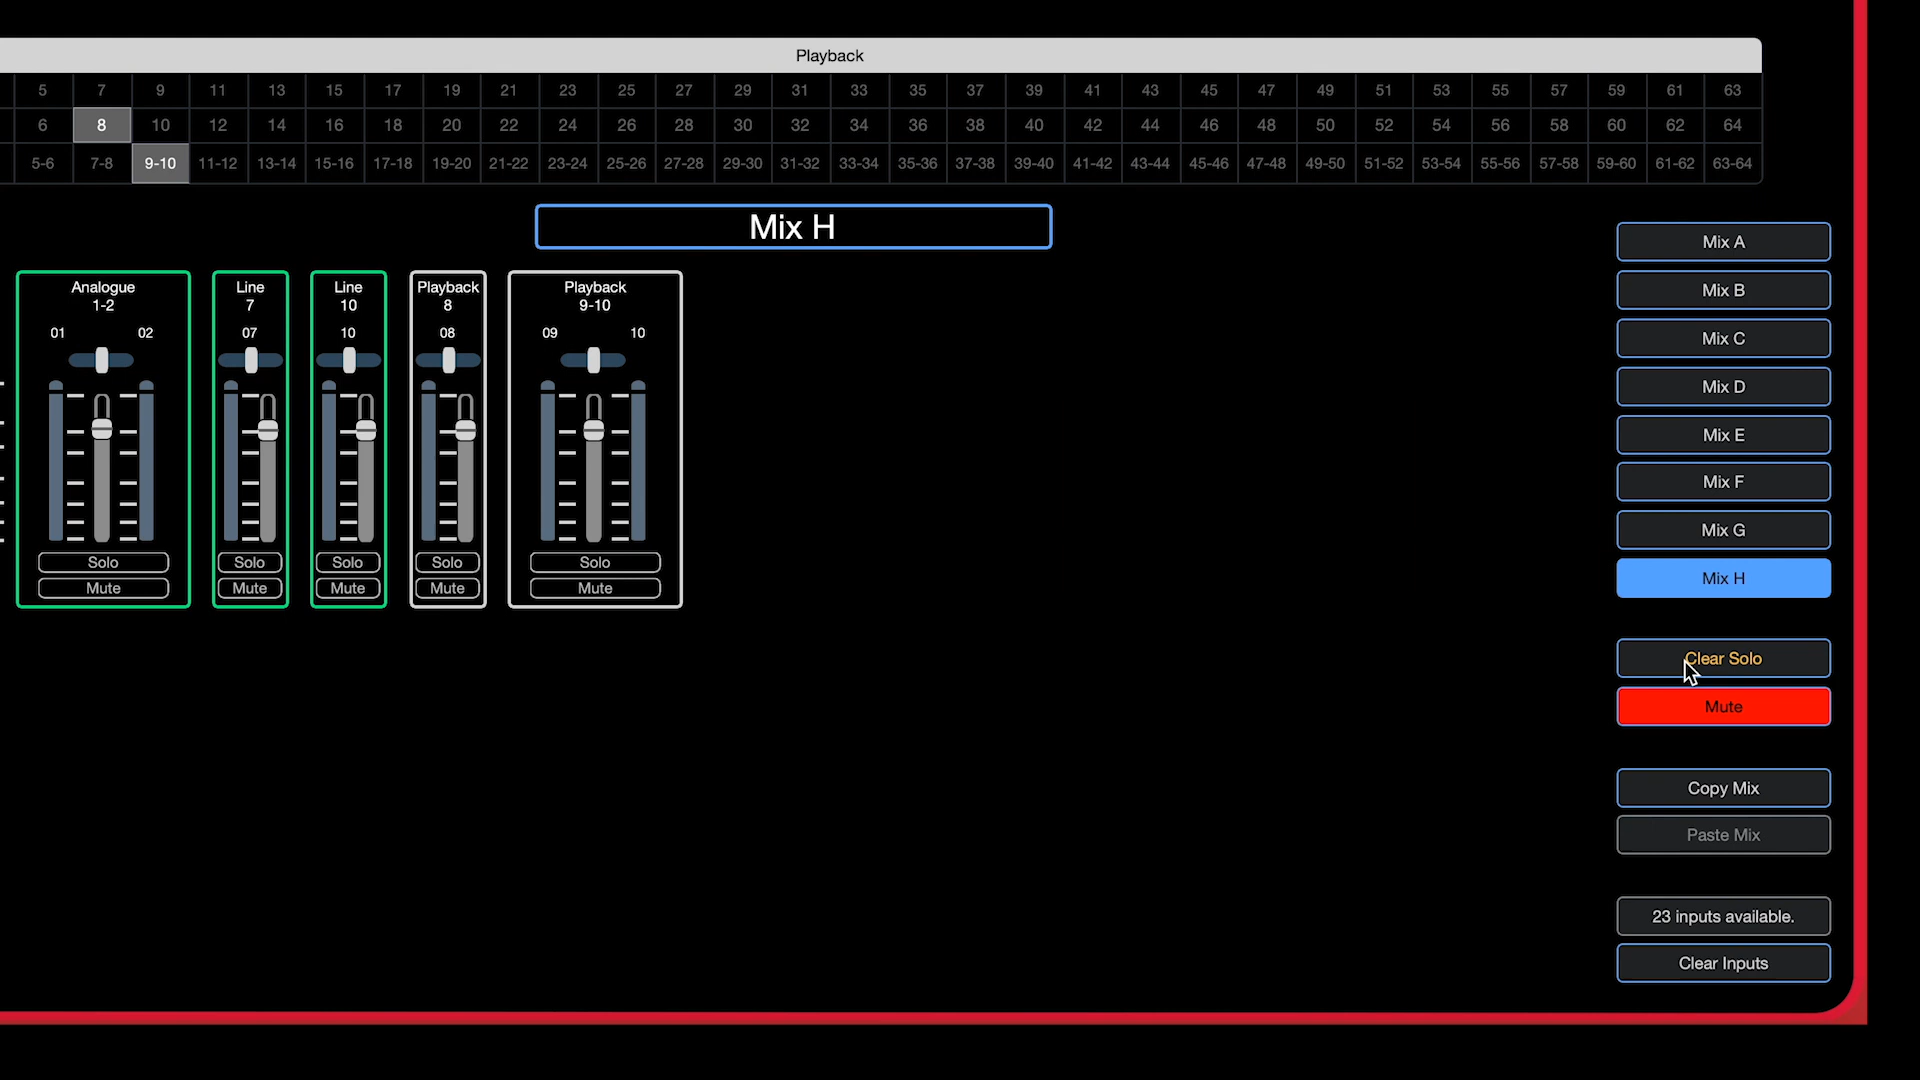 Playback
5 7 9 11 13 15 17 19 21 23 25 27 29 31 33 35 37 39 41 43 45 47 49 51 53 55 57 59 61 63
6 8 10 12 14 16 18 20 22 24 26 28 30 32 34 36 38 40 42 44 46 48 50 52 54 56 58 60 62 64
5-6 7-8 9-10 11-12 13-14 15-16 17-18 19-20 21-22 23-24 25-26 27-28 29-30 31-32 33-34 35-36 37-38 39-40 41-42 43-44 45-46 47-48 49-50 51-52 53-54 55-56 57-58 59-60 61-62 63-64
Mix H
Analogue
1-2
01 02
Solo
Mute
Line
7
07
Solo
Mute
Line
10
10
Solo
Mute
Playback
8
08
Solo
Mute
Playback
9-10
09 10
Solo
Mute
Mix A
Mix B
Mix C
Mix D
Mix E
Mix F
Mix G
Mix H
Clear Solo
Mute
Copy Mix
Paste Mix
23 inputs available.
Clear Inputs